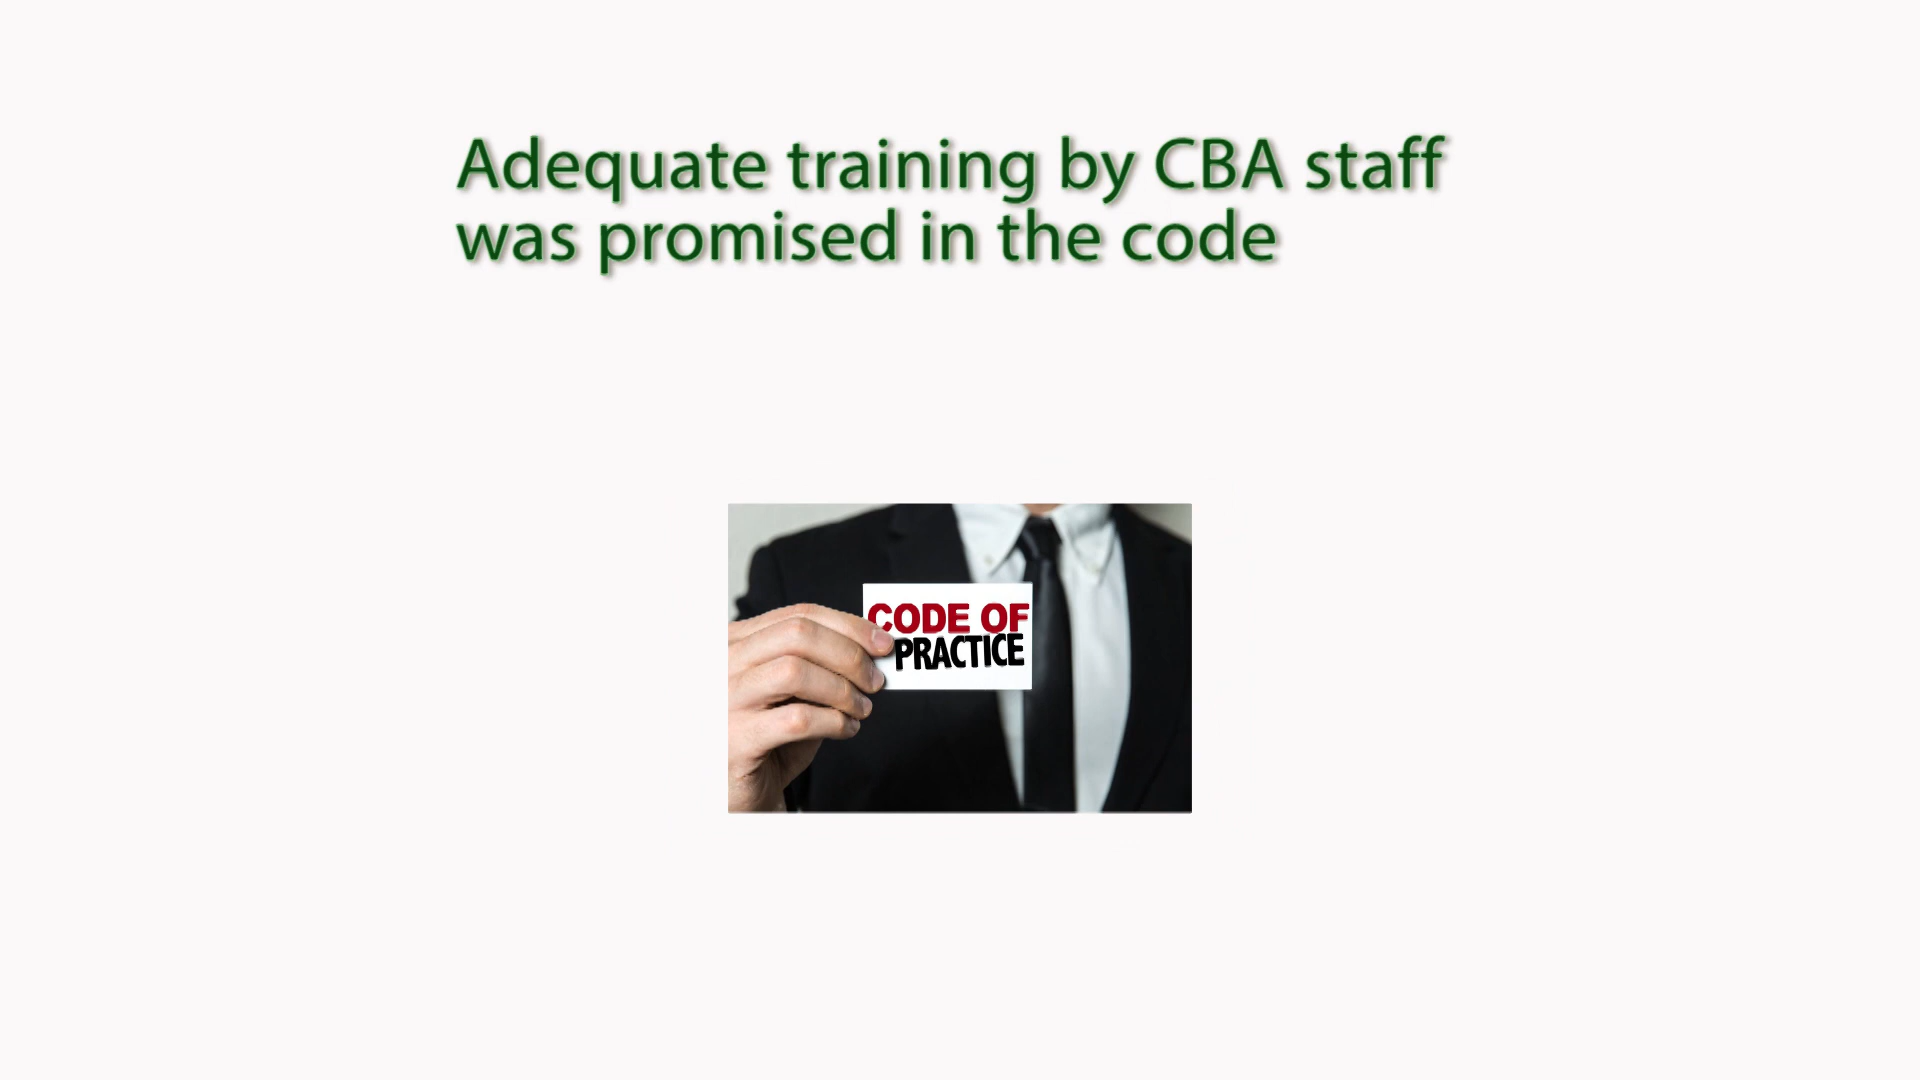 Adequate training by CBA staff
was promised in the code
CODE OF
PRACTICE